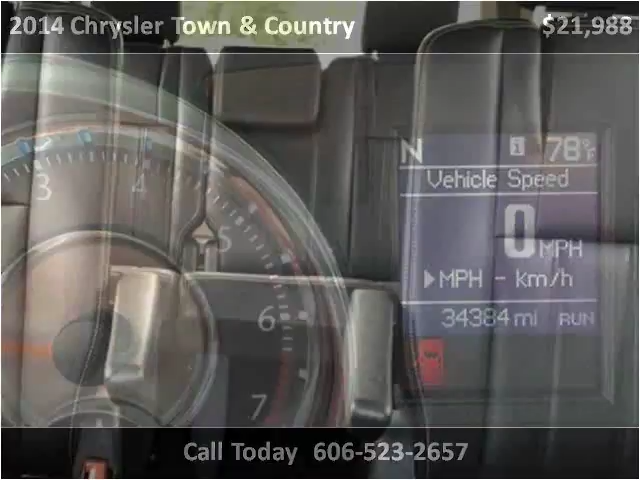 2014 Chrysler Town & Country $21,988
N i 78°F
Vehicle Speed
0 MPH
▶MPH - km/h
34384 mi RUN
3 4 5 6 7
Call Today 606-523-2657